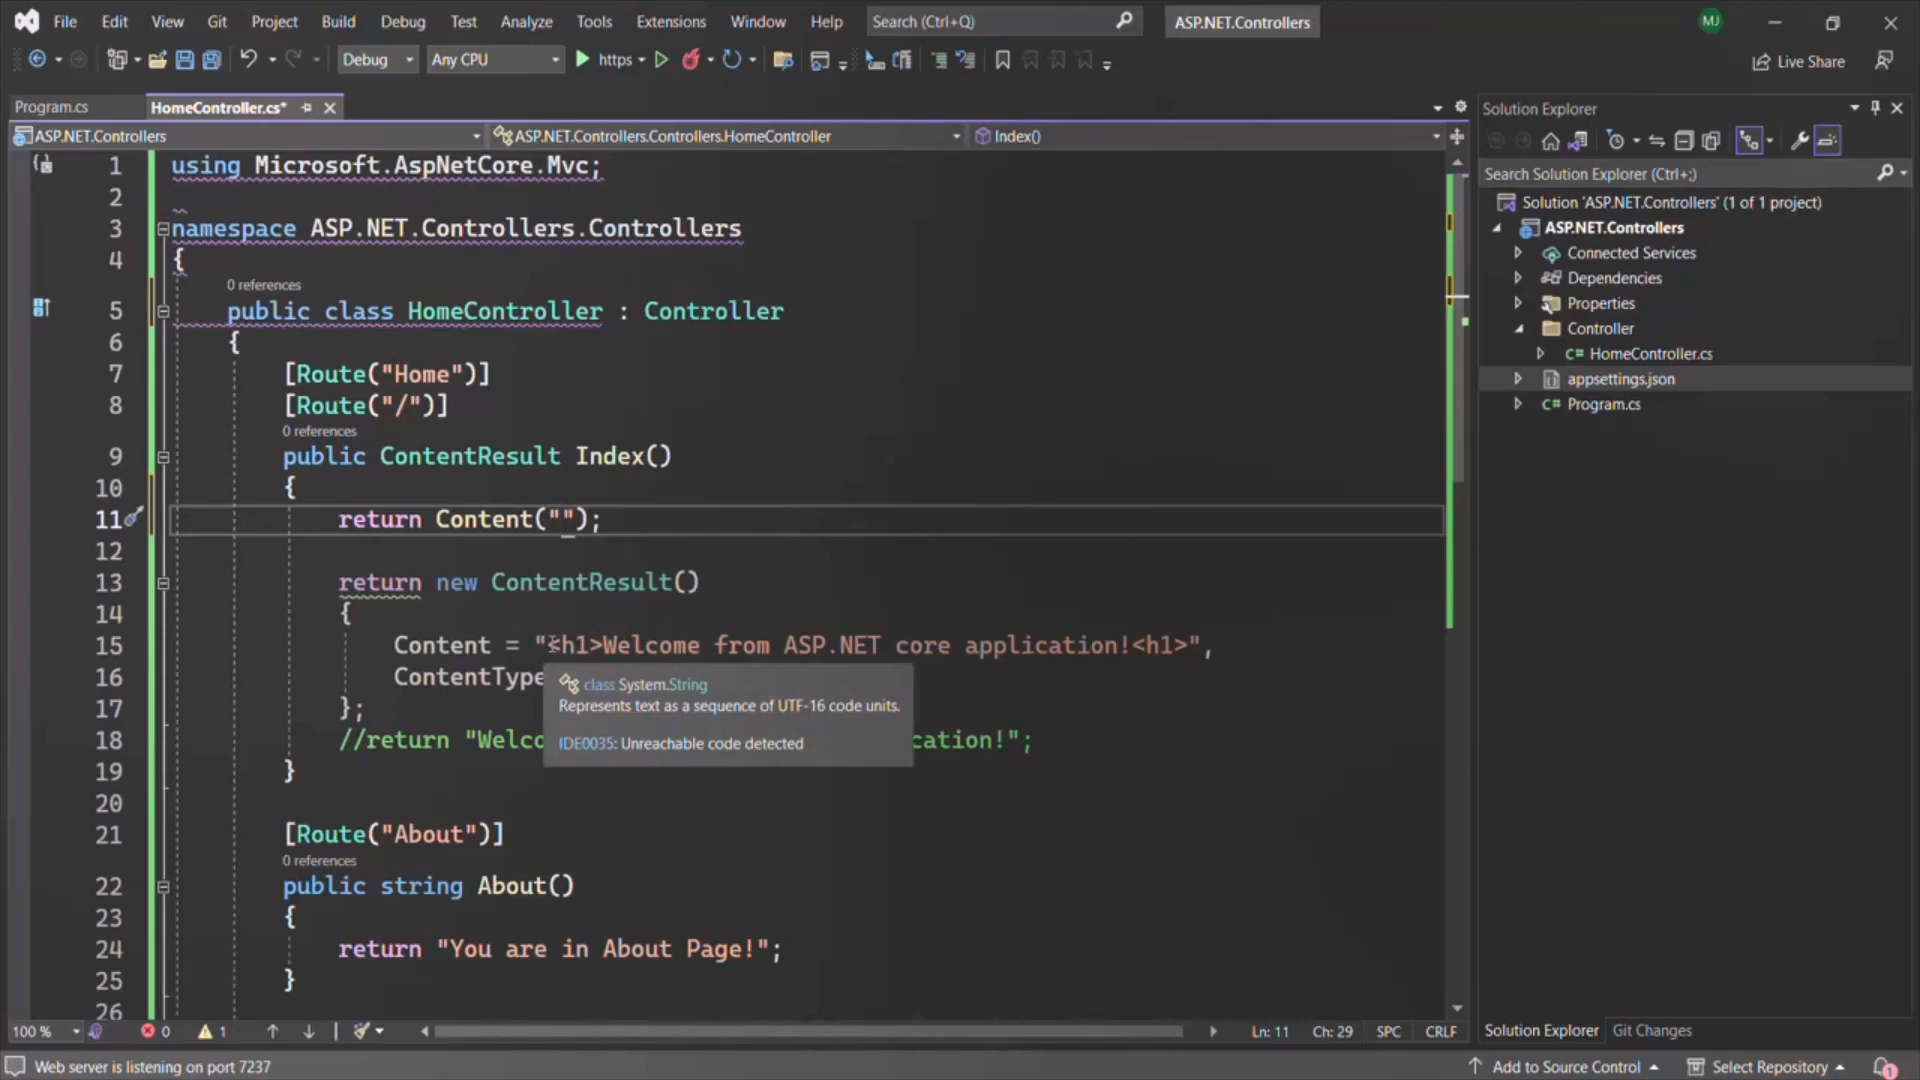 File Edit View Git Project Build Debug Test Analyze Tools Extensions Window Help Search (Ctrl+Q) ASP.NET.Controllers MJ
Debug Any CPU https Live Share
Program.cs HomeController.cs*
ASP.NET.Controllers ASP.NET.Controllers.Controllers.HomeController Index()
1 using Microsoft.AspNetCore.Mvc;
2
3 namespace ASP.NET.Controllers.Controllers
4 {
0 references
5 public class HomeController : Controller
6 {
7 [Route("Home")]
8 [Route("/")]
0 references
9 public ContentResult Index()
10 {
11 return Content("");
12
13 return new ContentResult()
14 {
15 Content = "<h1>Welcome from ASP.NET core application!<h1>",
16 ContentType
class System.String
Represents text as a sequence of UTF-16 code units.
IDE0035: Unreachable code detected
17 };
18 //return "Welco cation!";
19 }
20
21 [Route("About")]
0 references
22 public string About()
23 {
24 return "You are in About Page!";
25 }
26
100 % 0 1 Ln: 11 Ch: 29 SPC CRLF
Solution Explorer
Search Solution Explorer (Ctrl+;)
Solution 'ASP.NET.Controllers' (1 of 1 project)
ASP.NET.Controllers
Connected Services
Dependencies
Properties
Controller
C# HomeController.cs
appsettings.json
C# Program.cs
Solution Explorer Git Changes
Web server is listening on port 7237 Add to Source Control Select Repository 1